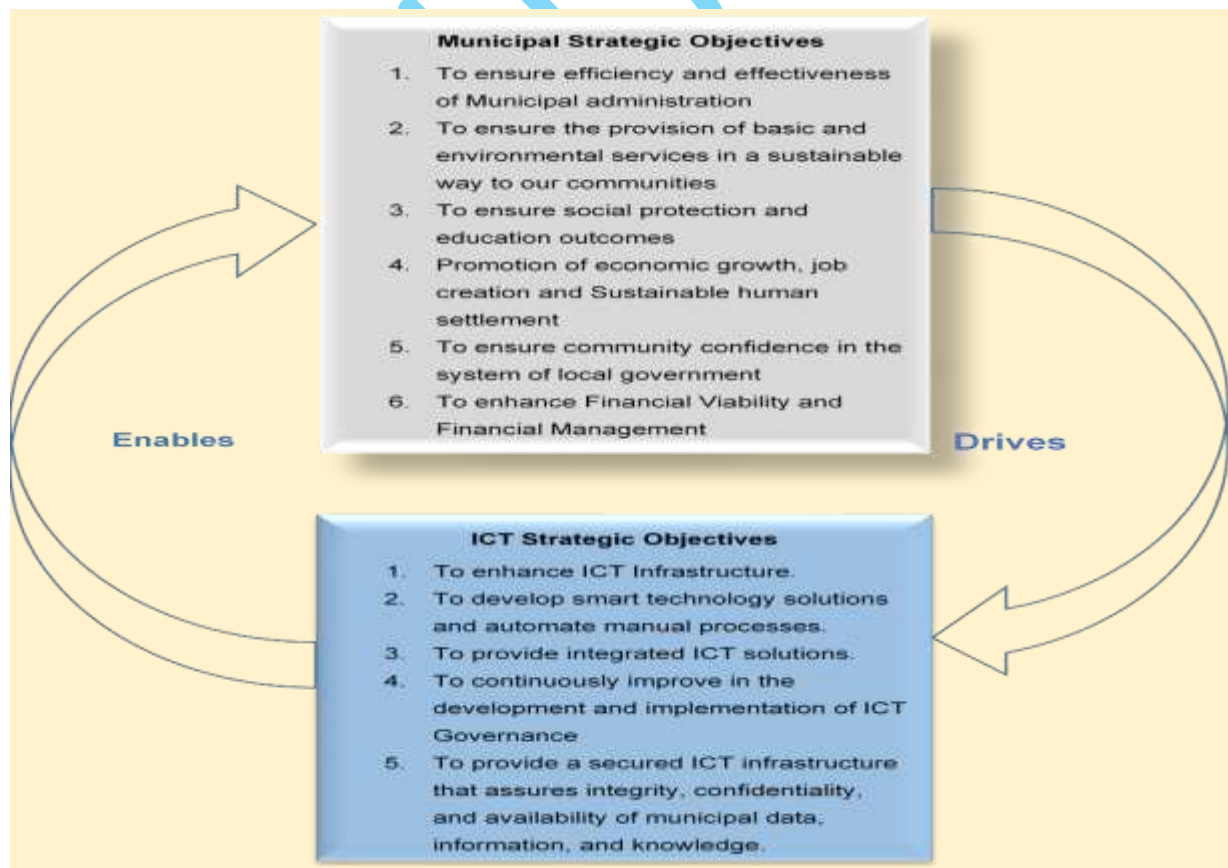 Municipal Strategic Objectives
1. To ensure efficiency and effectiveness
of Municipal administration
2. To ensure the provision of basic and
environmental services in a sustainable
way to our communities
3. To ensure social protection and
education outcomes
4. Promotion of economic growth, job
creation and Sustainable human
settlement
5. To ensure community confidence in the
system of local government
6. To enhance Financial Viability and
Financial Management
Enables
Drives
ICT Strategic Objectives
1. To enhance ICT Infrastructure.
2. To develop smart technology solutions
and automate manual processes.
3. To provide integrated ICT solutions.
4. To continuously improve in the
development and implementation of ICT
Governance
5. To provide a secured ICT infrastructure
that assures integrity, confidentiality,
and availability of municipal data,
information, and knowledge.